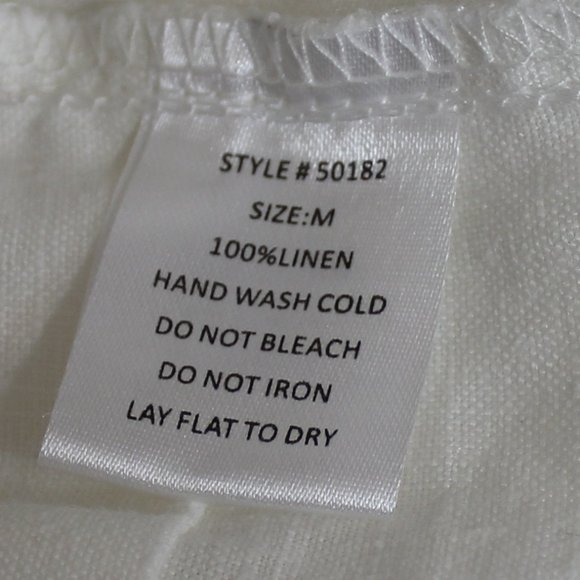 STYLE # 50182
SIZE:M
100%LINEN
HAND WASH COLD
DO NOT BLEACH
DO NOT IRON
LAY FLAT TO DRY